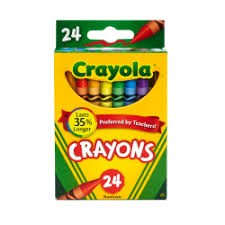 24
Crayola
Lasts
35%
Longer
Preferred by Teachers!
CRAYONS
24